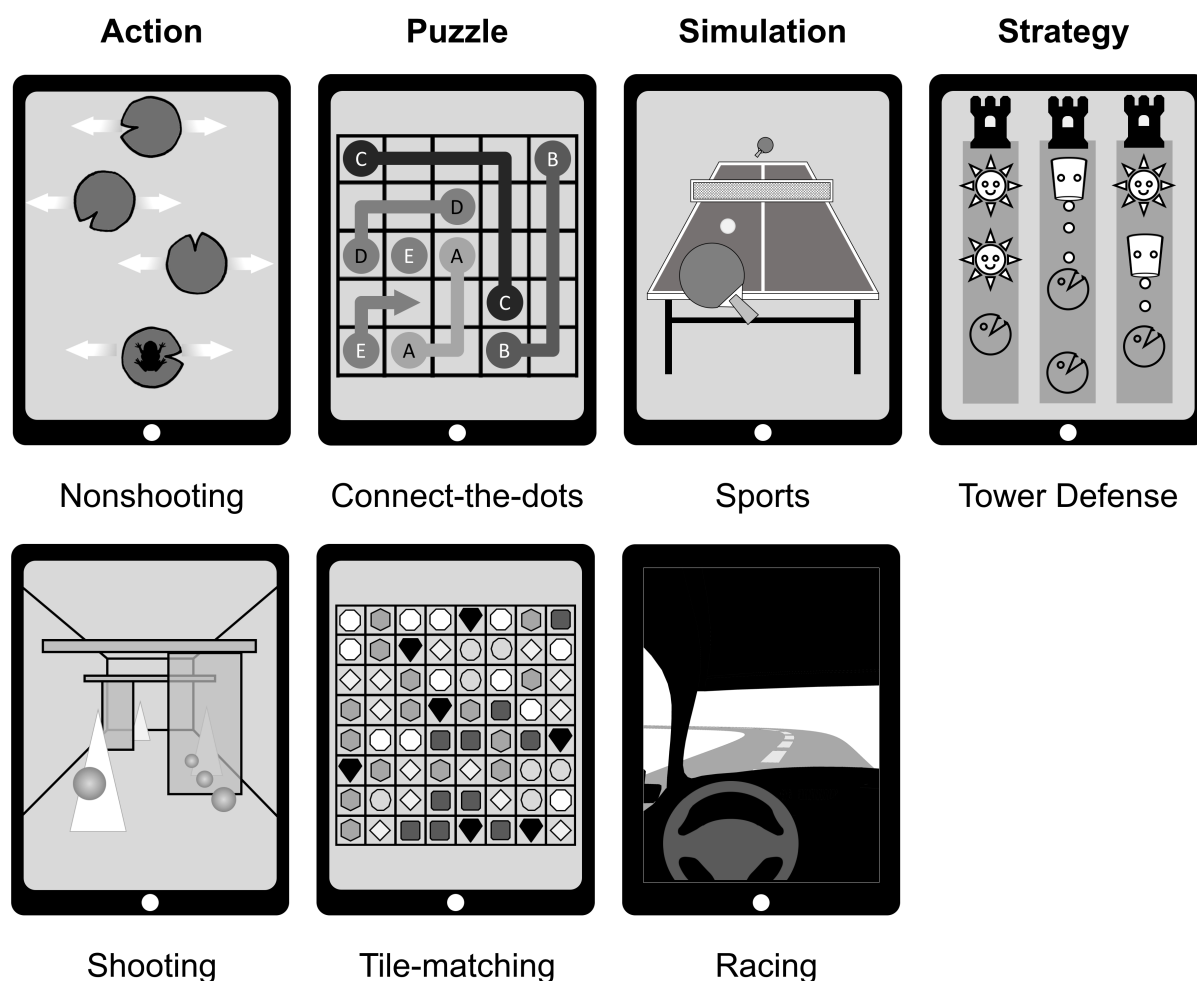 Action Puzzle Simulation Strategy
C B
D
D E A
C
E A B
Nonshooting Connect-the-dots Sports Tower Defense
Shooting Tile-matching Racing